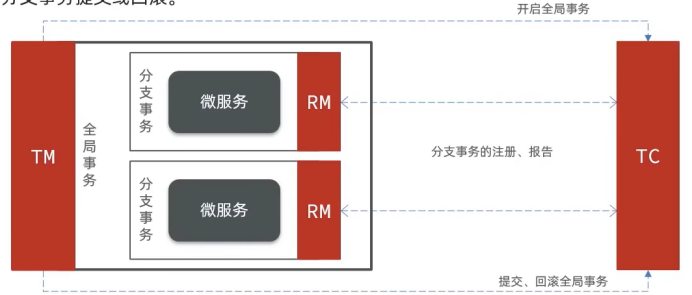 分支事务提交或回滚。
开启全局事务
TM
全局事务
分支事务
微服务
RM
分支事务的注册、报告
TC
分支事务
微服务
RM
提交、回滚全局事务